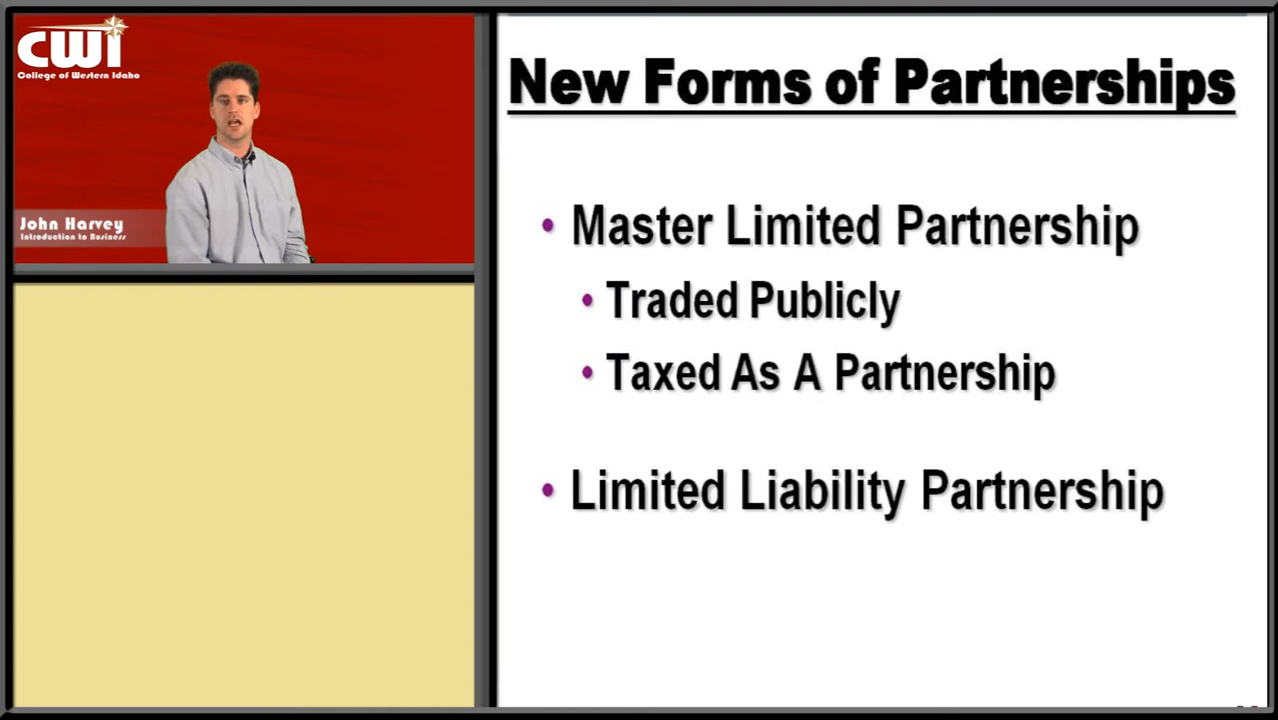 cwi
College of Western Idaho
John Harvey
Introduction to Business
New Forms of Partnerships
• Master Limited Partnership
• Traded Publicly
• Taxed As A Partnership
• Limited Liability Partnership